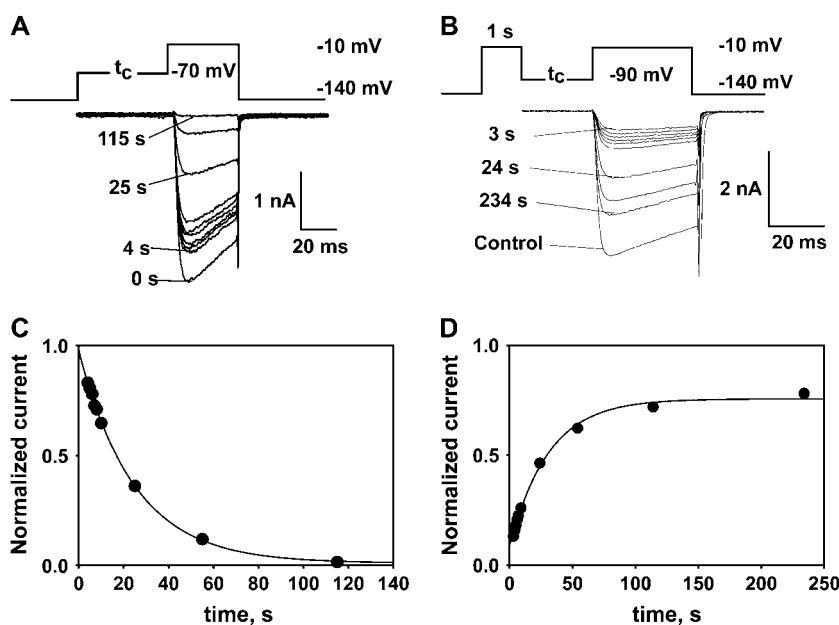 A
tC
-70 mV
-10 mV
-140 mV
115 s
25 s
4 s
0 s
1 nA
20 ms
B
1 s
tC
-90 mV
-10 mV
-140 mV
3 s
24 s
234 s
Control
2 nA
20 ms
C
Normalized current
1.0
0.5
0.0
0 20 40 60 80 100 120 140
time, s
D
Normalized current
1.0
0.5
0.0
0 50 100 150 200 250
time, s